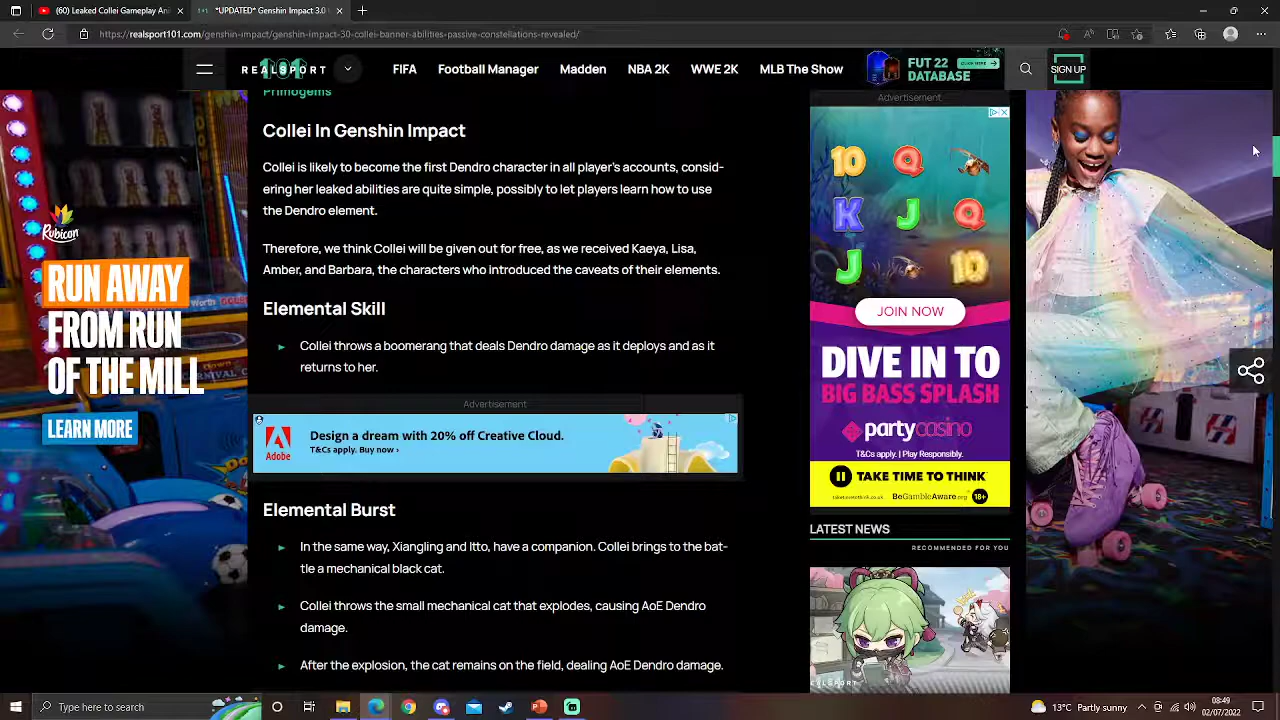 (60) Leaked Collei Gameplay Ani
*UPDATED* Genshin Impact 3.0
https://realsport101.com/genshin-impact/genshin-impact-30-collei-banner-abilities-passive-constellations-revealed/
REALSPORT
101
FIFA
Football Manager
Madden
NBA 2K
WWE 2K
MLB The Show
FUT 22
DATABASE
SIGN UP
Primogems
Collei In Genshin Impact
Collei is likely to become the first Dendro character in all player's accounts, consid-
ering her leaked abilities are quite simple, possibly to let players learn how to use
the Dendro element.
Therefore, we think Collei will be given out for free, as we received Kaeya, Lisa,
Amber, and Barbara, the characters who introduced the caveats of their elements.
Elemental Skill
Collei throws a boomerang that deals Dendro damage as it deploys and as it
returns to her.
Advertisement
Adobe
Design a dream with 20% off Creative Cloud.
T&Cs apply. Buy now ›
Elemental Burst
In the same way, Xiangling and Itto, have a companion. Collei brings to the bat-
tle a mechanical black cat.
Collei throws the small mechanical cat that explodes, causing AoE Dendro
damage.
After the explosion, the cat remains on the field, dealing AoE Dendro damage.
Rubicon
RUN AWAY
FROM RUN
OF THE MILL
LEARN MORE
Advertisement
10 Q
K J Q
J 10
JOIN NOW
DIVE IN TO
BIG BASS SPLASH
partycasino
T&Cs apply. | Play Responsibly.
TAKE TIME TO THINK
BeGambleAware.org 18+
LATEST NEWS
RECOMMENDED FOR YOU
Type here to search
13°C Sunny intervals
08:49
02/07/2022